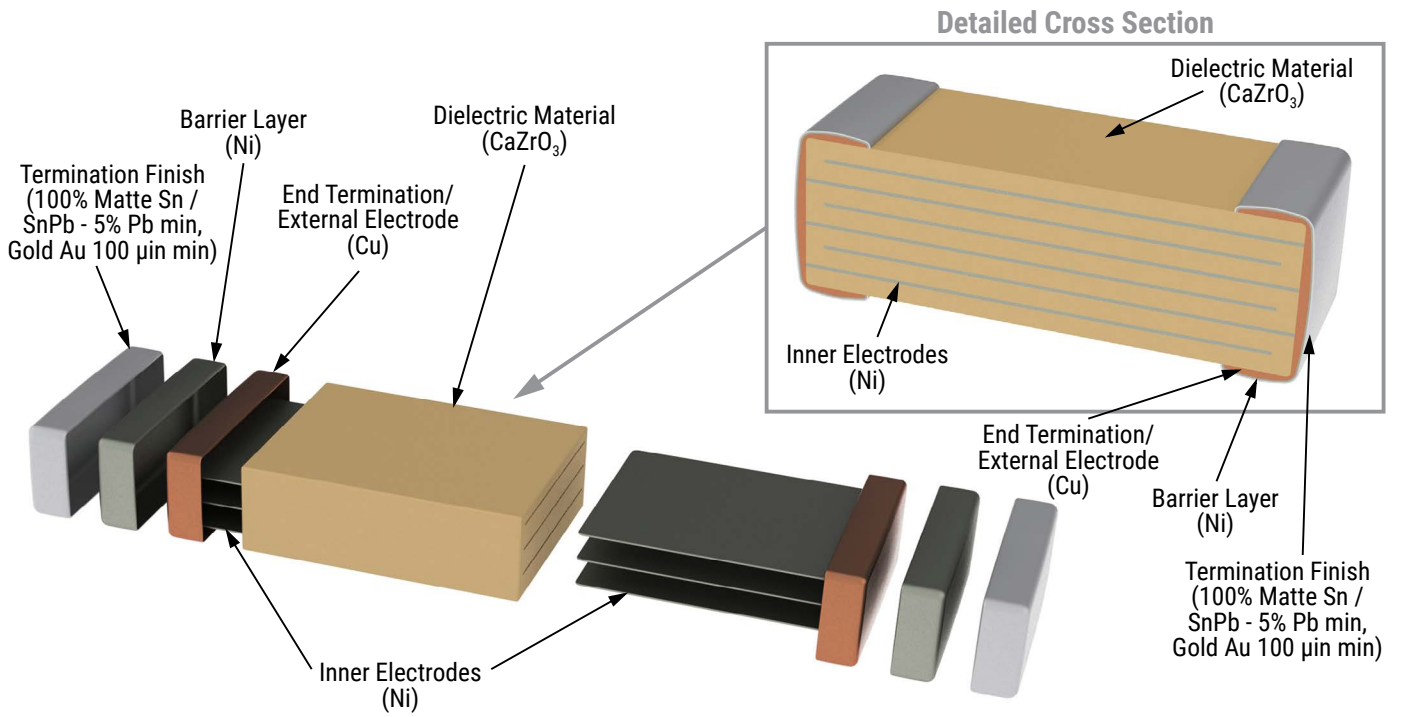 Detailed Cross Section
Dielectric Material
(CaZrO₃)
Inner Electrodes
(Ni)
End Termination/
External Electrode
(Cu)
Barrier Layer
(Ni)
Termination Finish
(100% Matte Sn /
SnPb - 5% Pb min,
Gold Au 100 µin min)
Termination Finish
(100% Matte Sn /
SnPb - 5% Pb min,
Gold Au 100 µin min)
Barrier Layer
(Ni)
End Termination/
External Electrode
(Cu)
Dielectric Material
(CaZrO₃)
Inner Electrodes
(Ni)